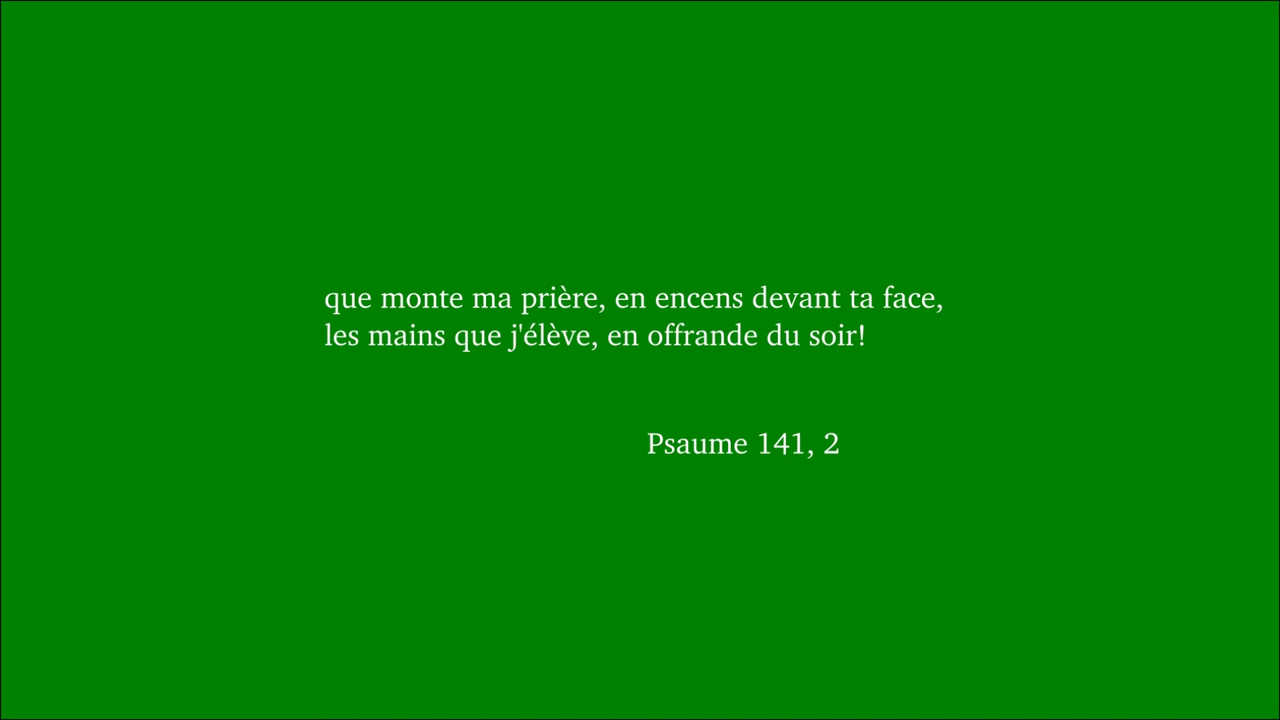 que monte ma prière, en encens devant ta face,
les mains que j'élève, en offrande du soir!
Psaume 141, 2